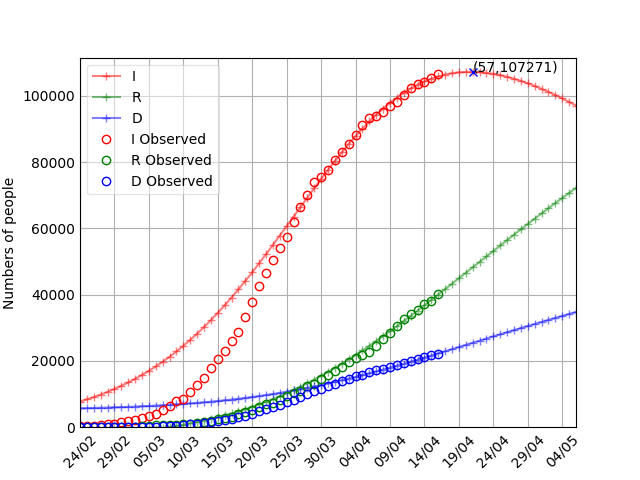 (57,107271)
I
R
D
I Observed
R Observed
D Observed
Numbers of people
100000
80000
60000
40000
20000
0
24/02 29/02 05/03 10/03 15/03 20/03 25/03 30/03 04/04 09/04 14/04 19/04 24/04 29/04 04/05